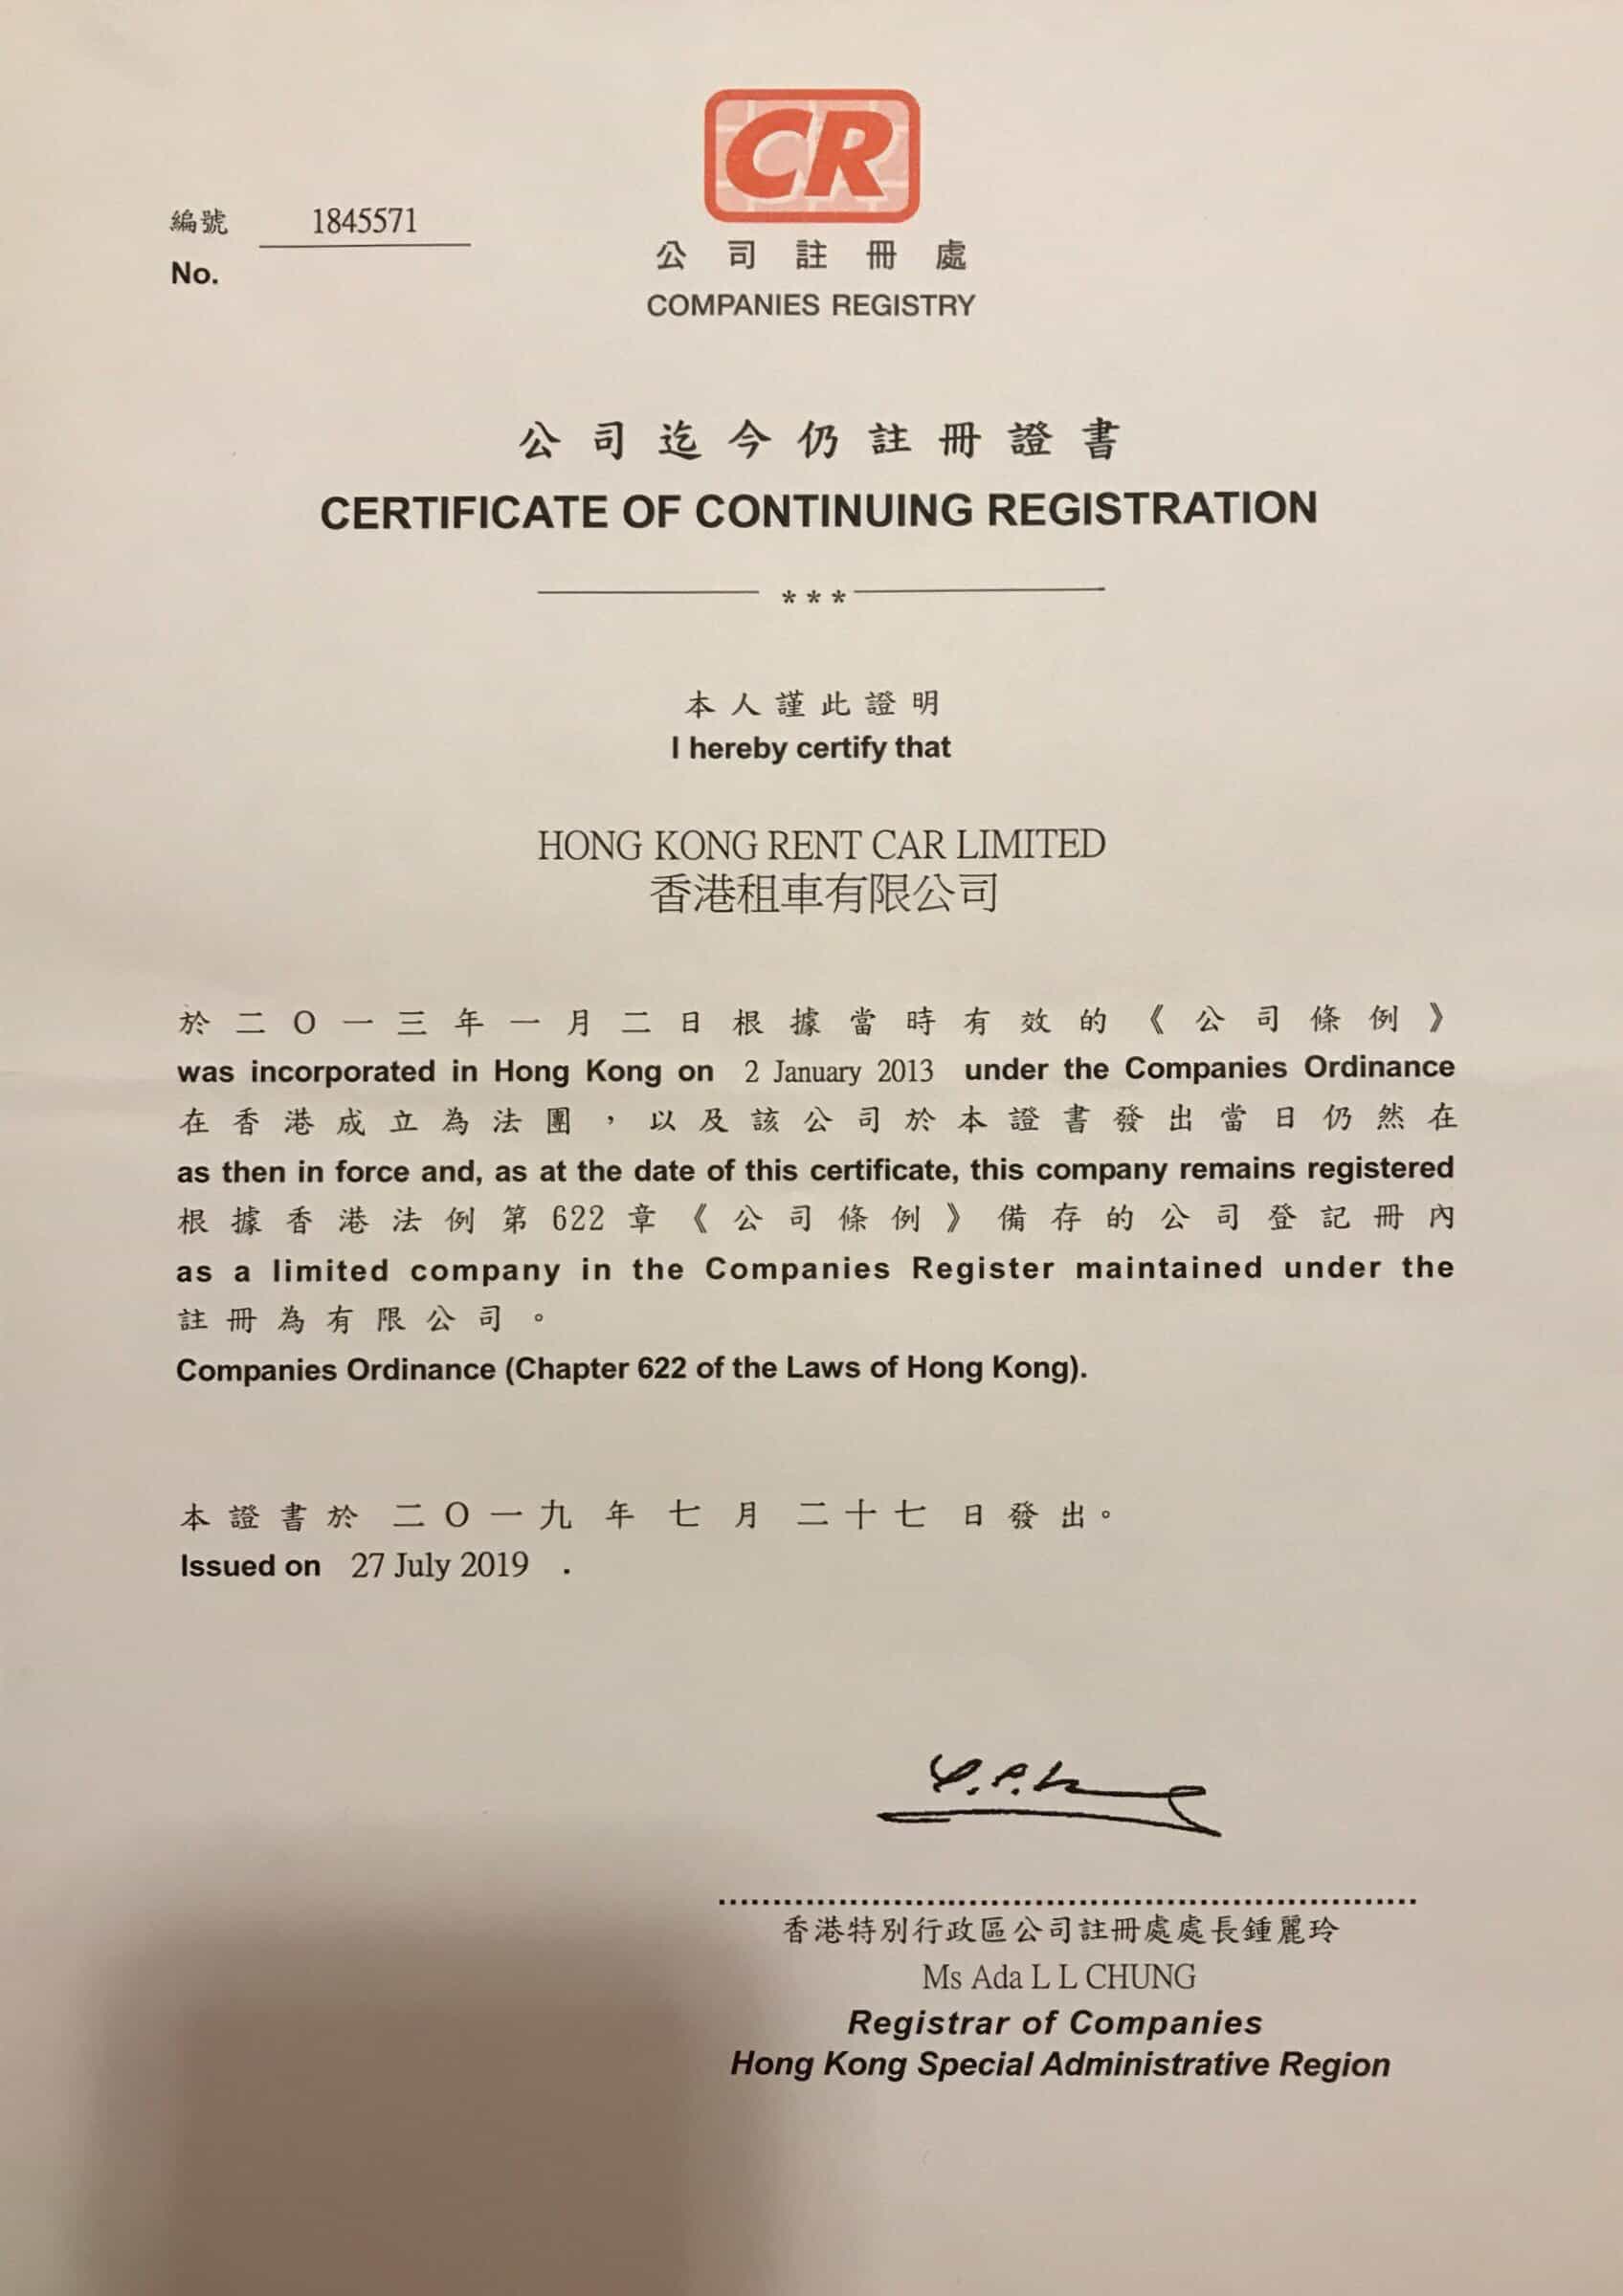 CR
編號 1845571
No.
公司註冊處
COMPANIES REGISTRY
公司迄今仍註冊證書
CERTIFICATE OF CONTINUING REGISTRATION
***
本人謹此證明
I hereby certify that
HONG KONG RENT CAR LIMITED
香港租車有限公司
於二〇一三年一月二日根據當時有效的《公司條例》
was incorporated in Hong Kong on 2 January 2013 under the Companies Ordinance
在香港成立為法團，以及該公司於本證書發出當日仍然在
as then in force and, as at the date of this certificate, this company remains registered
根據香港法例第622章《公司條例》備存的公司登記冊內
as a limited company in the Companies Register maintained under the
註冊為有限公司。
Companies Ordinance (Chapter 622 of the Laws of Hong Kong).
本證書於二〇一九年七月二十七日發出。
Issued on 27 July 2019 .
香港特別行政區公司註冊處處長鍾麗玲
Ms Ada L L CHUNG
Registrar of Companies
Hong Kong Special Administrative Region